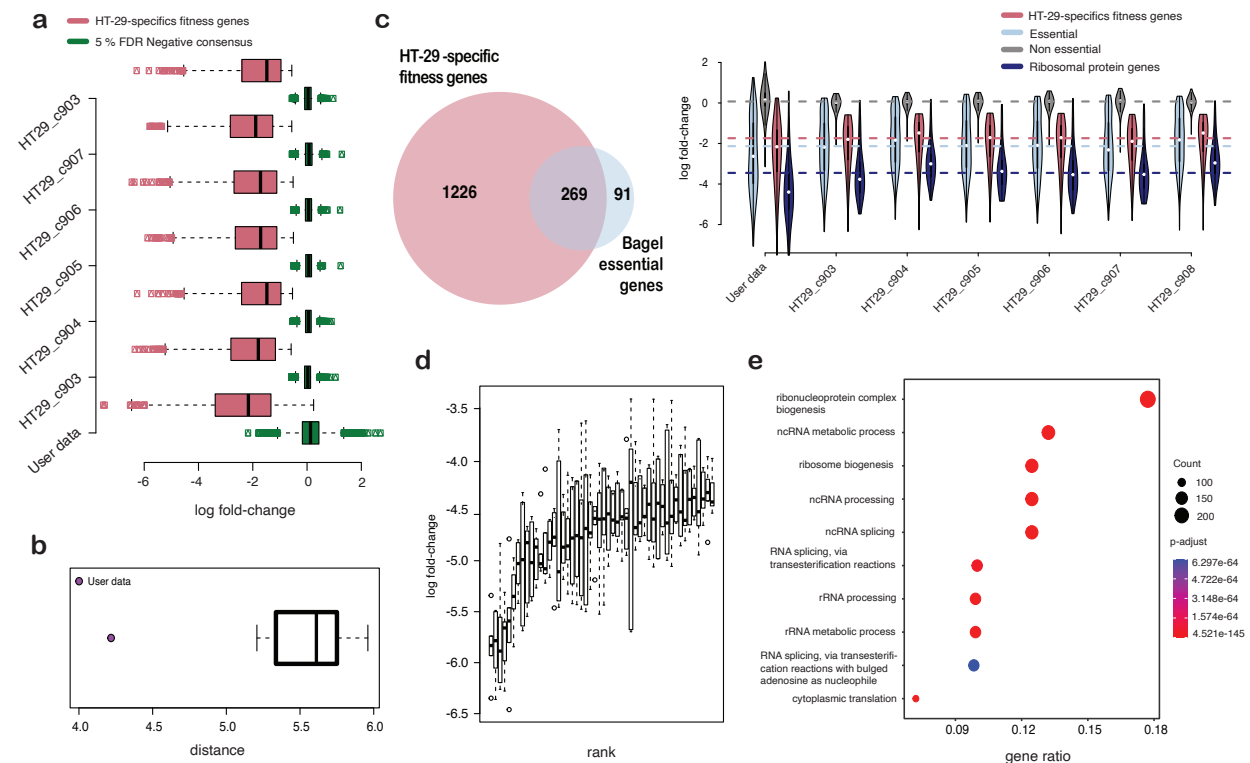 a
HT-29-specifics fitness genes
5 % FDR Negative consensus
HT29_c903
HT29_c907
HT29_c906
HT29_c905
HT29_c904
HT29_c903
User data
-6
-4
-2
0
2
log fold-change
b
User data
4.0
4.5
5.0
5.5
6.0
distance
c
HT-29 -specific
fitness genes
1226
269
91
Bagel
essential
genes
HT-29-specifics fitness genes
Essential
Non essential
Ribosomal protein genes
log fold-change
2
0
-2
-4
-6
User data
HT29_c903
HT29_c904
HT29_c905
HT29_c906
HT29_c907
HT29_c908
d
log fold-change
-3.5
-4.0
-4.5
-5.0
-5.5
-6.0
-6.5
rank
e
ribonucleoprotein complex
biogenesis
ncRNA metabolic process
ribosome biogenesis
ncRNA processing
ncRNA splicing
RNA splicing, via
transesterification reactions
rRNA processing
rRNA metabolic process
RNA splicing, via transesterifi-
cation reactions with bulged
adenosine as nucleophile
cytoplasmic translation
0.09
0.12
0.15
0.18
gene ratio
Count
100
150
200
p-adjust
6.297e-64
4.722e-64
3.148e-64
1.574e-64
4.521e-145